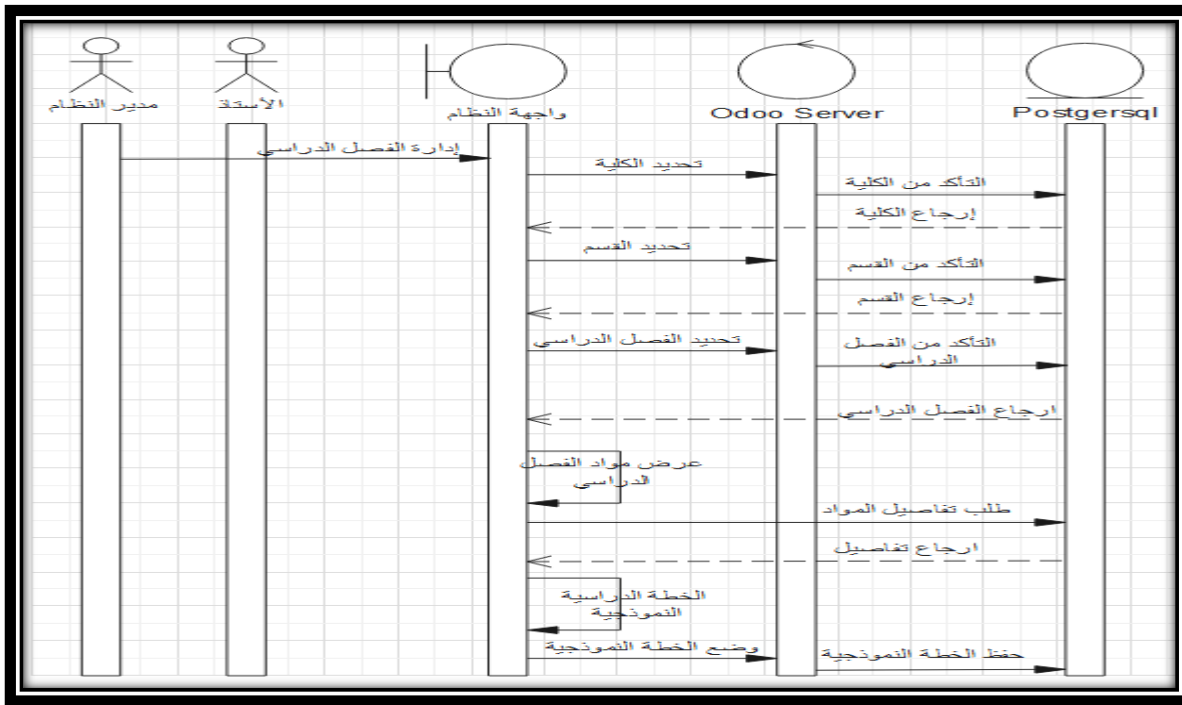 مدير النظام
الأستاذ
واجهة النظام
Odoo Server
Postgersql
إدارة الفصل الدراسي
تحديد الكلية
التأكد من الكلية
إرجاع الكلية
تحديد القسم
التأكد من القسم
إرجاع القسم
تحديد الفصل الدراسي
التأكد من الفصل
الدراسي
ارجاع الفصل الدراسي
عرض مواد الفصل
الدراسي
طلب تفاصيل المواد
ارجاع تفاصيل
الخطة الدراسية
النموذجية
وضع الخطة النموذجية
حفظ الخطة النموذجية